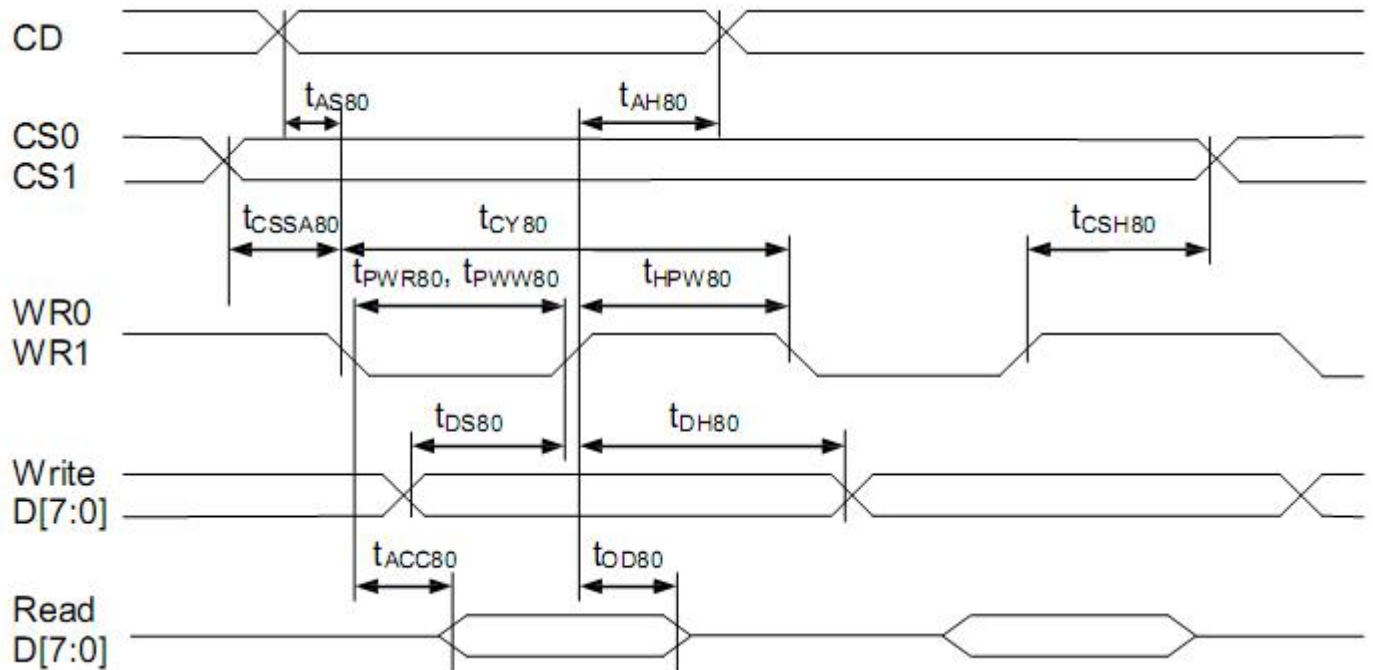 CD
tAS80 tAH80
CS0
CS1
tCSSA80 tCY80 tCSH80
tPWR80, tPWW80 tHPW80
WR0
WR1
tDS80 tDH80
Write
D[7:0]
tACC80 tOD80
Read
D[7:0]